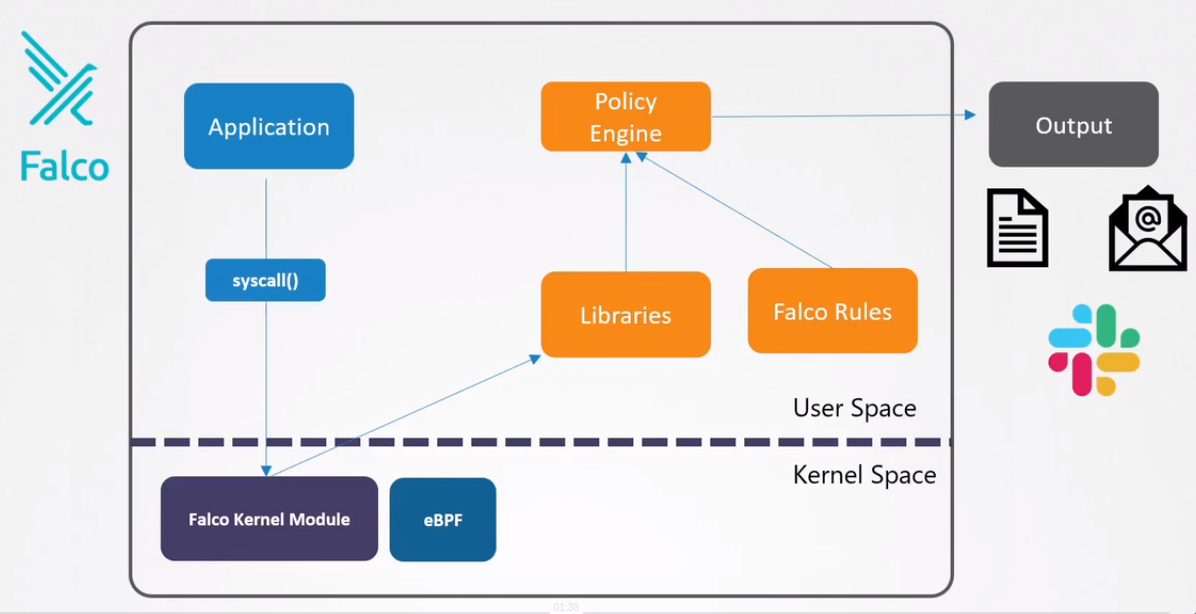 Falco
Application
Policy
Engine
Output
syscall()
Libraries
Falco Rules
User Space
Kernel Space
Falco Kernel Module
eBPF
01:38